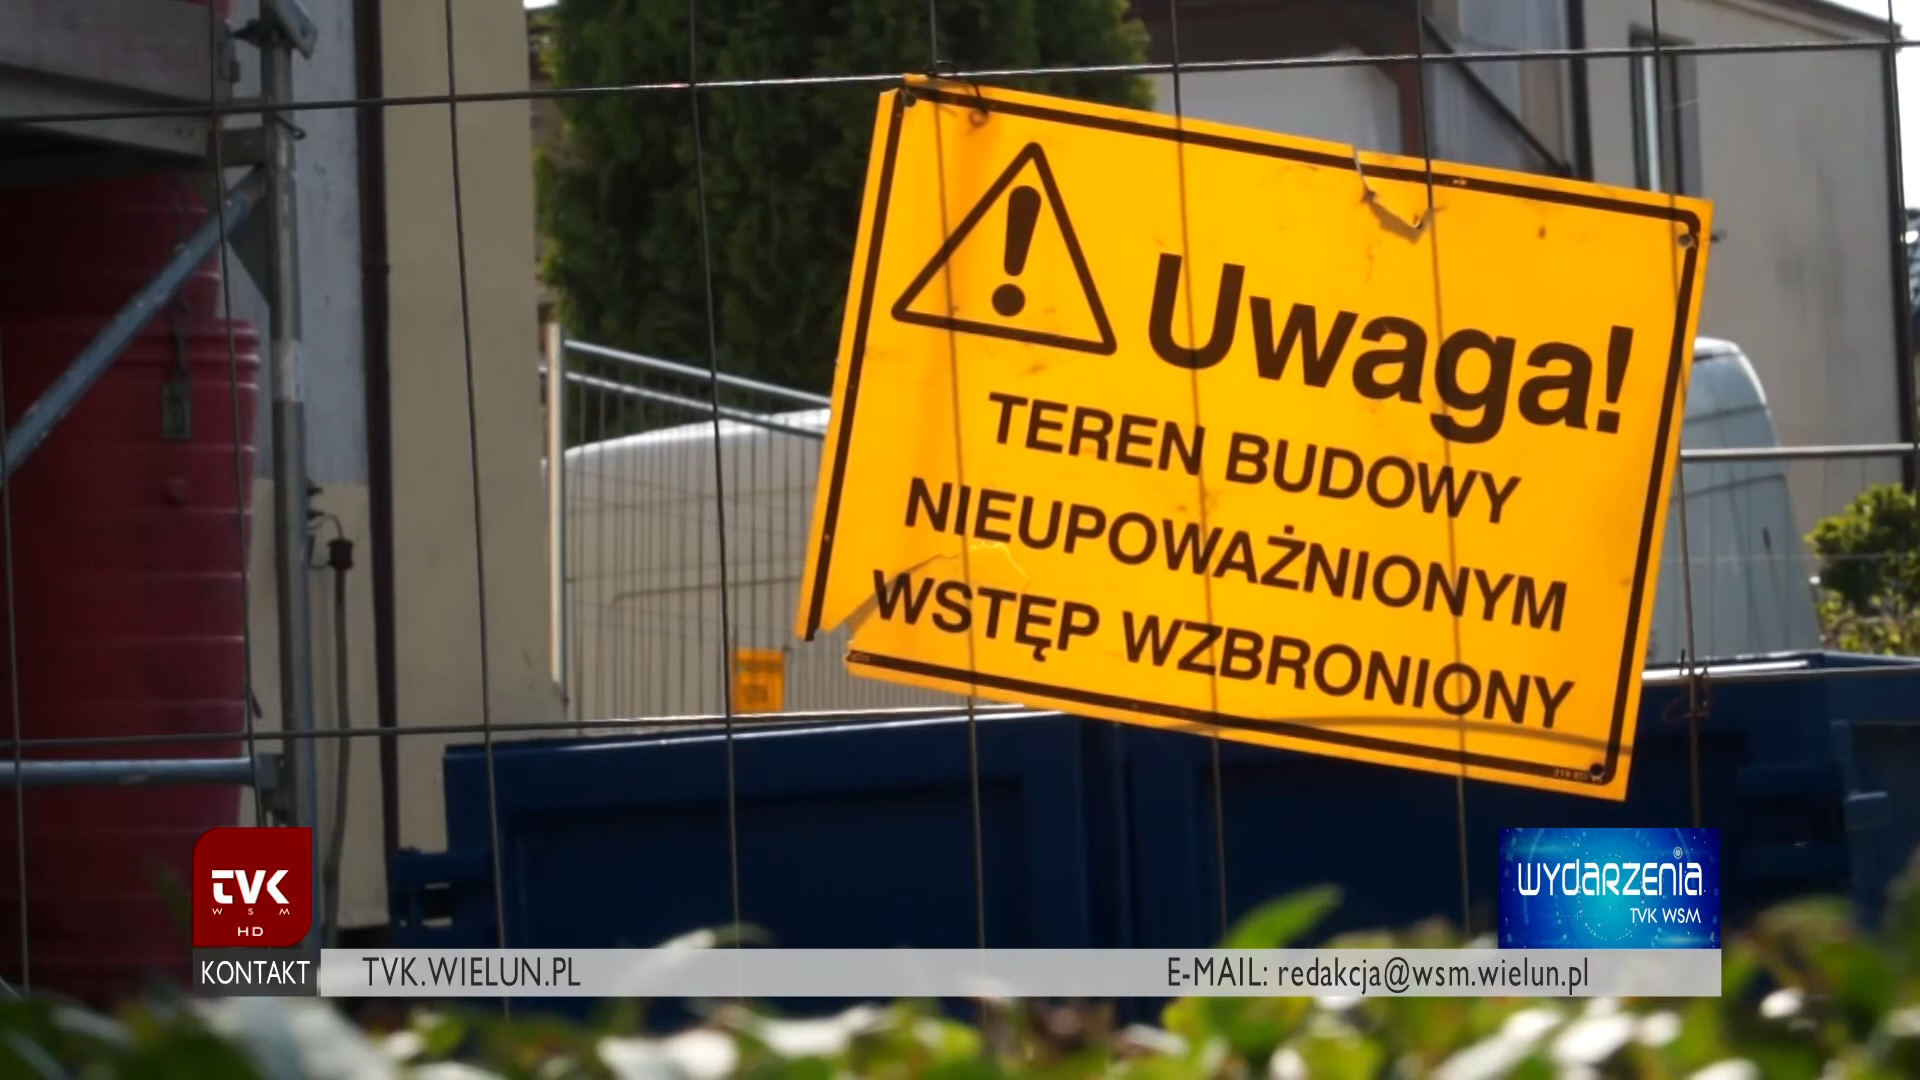 Uwaga!
TEREN BUDOWY
NIEUPOWAŻNIONYM
WSTĘP WZBRONIONY
TVK
WSM
HD
WYDARZENIA
TVK WSM
KONTAKT
TVK.WIELUN.PL
E-MAIL: redakcja@wsm.wielun.pl